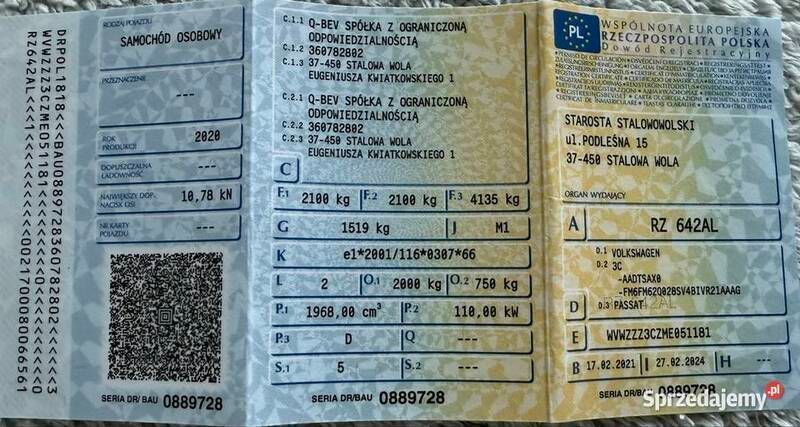 DRPOL1818<<BAU0889728360782802<<<<3
WVWZZZ3CZME051181<<<<<<<
RZ642AL<<<<1<
RODZAJ POJAZDU
SAMOCHÓD OSOBOWY
PRZEZNACZENIE
---
ROK PRODUKCJI
2020
DOPUSZCZALNA ŁADOWNOŚĆ
---
NAJWIĘKSZY DOP. NACISK OSI
10,78 kN
NR KARTY POJAZDU
---
SERIA DR/BAU 0889728
C.1.1 Q-BEV SPÓŁKA Z OGRANICZONĄ
ODPOWIEDZIALNOŚCIĄ
C.1.2 360782802
C.1.3 37-450 STALOWA WOLA
EUGENIUSZA KWIATKOWSKIEGO 1
C.2.1 Q-BEV SPÓŁKA Z OGRANICZONĄ
ODPOWIEDZIALNOŚCIĄ
C.2.2 360782802
C.2.3 37-450 STALOWA WOLA
EUGENIUSZA KWIATKOWSKIEGO 1
C
F.1 2100 kg F.2 2100 kg F.3 4135 kg
G 1519 kg J M1
K e1*2001/116*0307*66
L 2 O.1 2000 kg O.2 750 kg
P.1 1968,00 cm³ P.2 110,00 kW
P.3 D Q ---
S.1 5 ---
SERIA DR/BAU 0889728
PL
WSPÓLNOTA EUROPEJSKA
RZECZPOSPOLITA POLSKA
Dowód Rejestracyjny
STAROSTA STALOWOWOLSKI
ul.PODLEŚNA 15
37-450 STALOWA WOLA
ORGAN WYDAJĄCY
A RZ 642AL
D.1 VOLKSWAGEN
D.2 3C
-AADTSAX0
-FM6FM62Q02BSV4BIVR21AAAG
D D.3 PASSAT
E WVWZZZ3CZME051181
B 17.02.2021 I 27.02.2024 H ---
SERIA DR/BAU 0889728
Sprzedajemy.pl